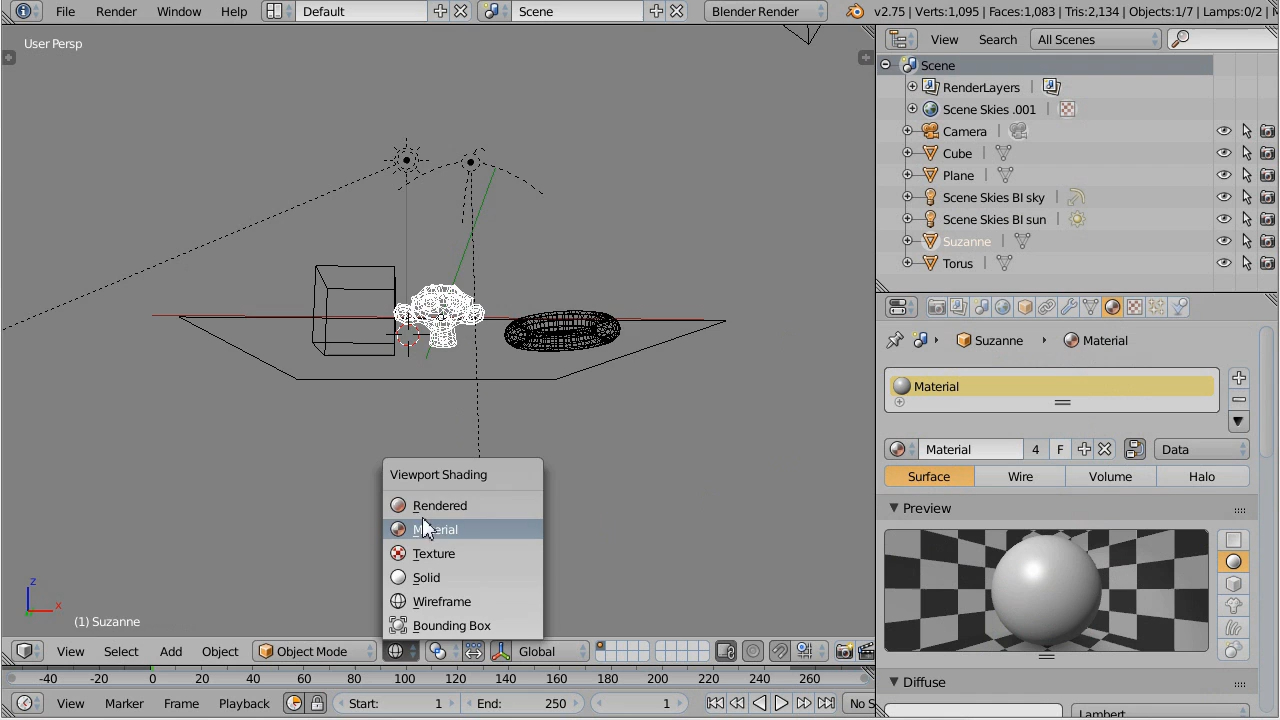 File Render Window Help Default Scene Blender Render v2.75 | Verts:1,095 | Faces:1,083 | Tris:2,134 | Objects:1/7 | Lamps:0/2 |
User Persp
View Search All Scenes
Scene
RenderLayers
Scene Skies .001
Camera
Cube
Plane
Scene Skies BI sky
Scene Skies BI sun
Suzanne
Torus
Suzanne Material
Material
Material 4 F Data
Surface Wire Volume Halo
Preview
Viewport Shading
Rendered
Material
Texture
Solid
Wireframe
Bounding Box
z
x
(1) Suzanne
View Select Add Object Object Mode Global
-40 -20 0 20 40 60 80 100 120 140 160 180 200 220 240 260
View Marker Frame Playback Start: 1 End: 250 1 No S
Diffuse
Lambert